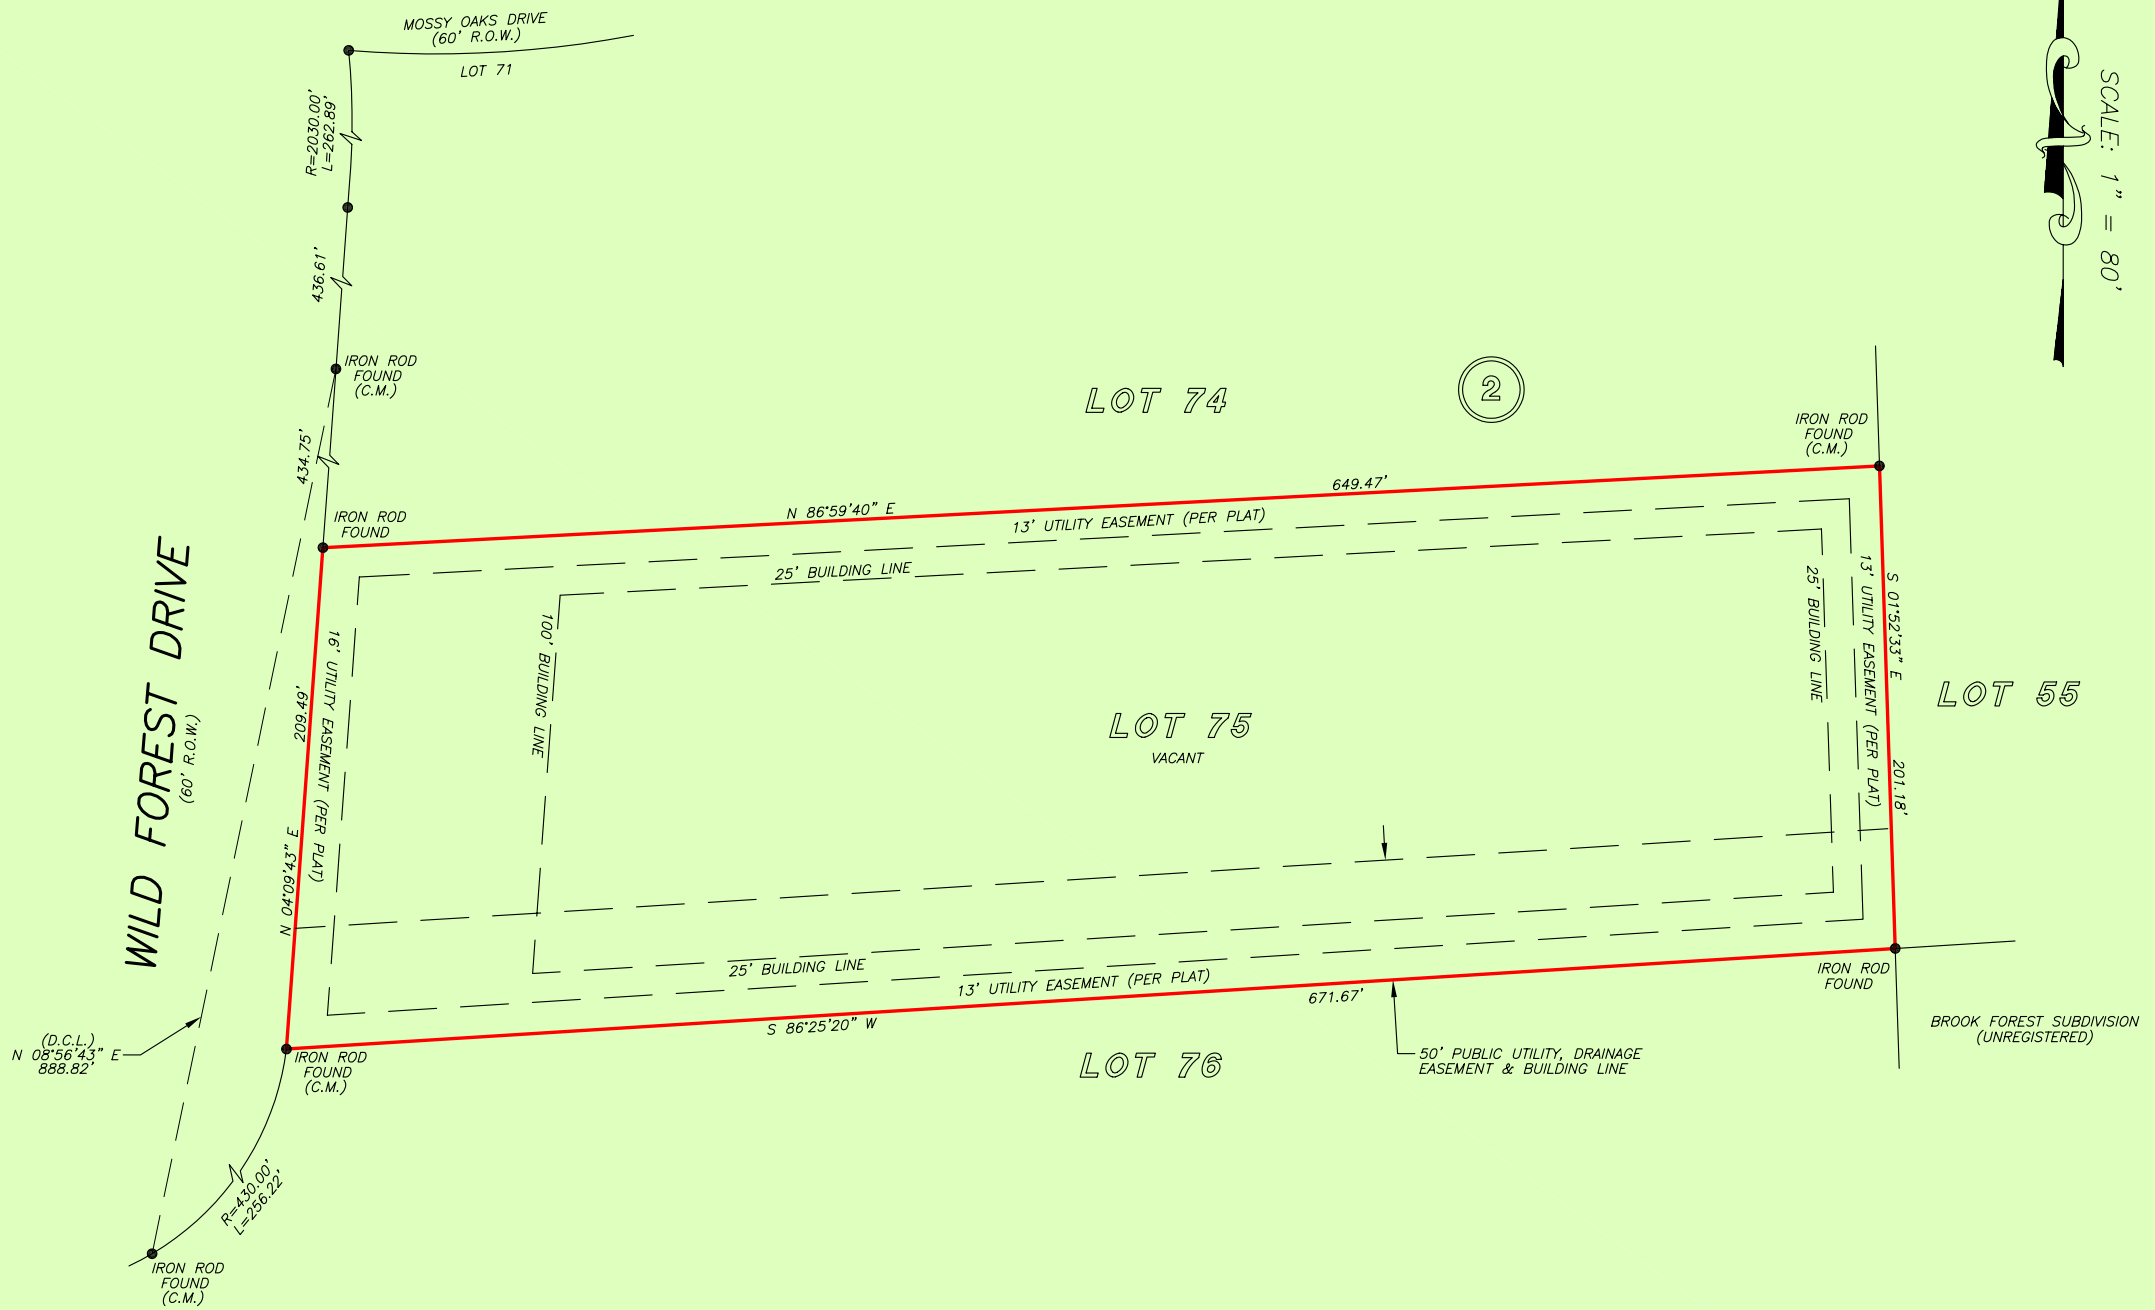 MOSSY OAKS DRIVE
(60' R.O.W.)
LOT 71
SCALE: 1" = 80'
R=2030.00'
L=262.89'
436.61'
IRON ROD
FOUND
(C.M.)
434.75'
LOT 74
2
IRON ROD
FOUND
(C.M.)
IRON ROD
FOUND
N 86°59'40" E
649.47'
13' UTILITY EASEMENT (PER PLAT)
25' BUILDING LINE
WILD FOREST DRIVE
(60' R.O.W.)
209.49'
N 04°09'43" E
16' UTILITY EASEMENT (PER PLAT)
100' BUILDING LINE
LOT 75
VACANT
25' BUILDING LINE
13' UTILITY EASEMENT (PER PLAT)
S 01°52'33" E
201.18'
LOT 55
25' BUILDING LINE
13' UTILITY EASEMENT (PER PLAT)
671.67'
S 86°25'20" W
IRON ROD
FOUND
BROOK FOREST SUBDIVISION
(UNREGISTERED)
(D.C.L.)
N 08°56'43" E
888.82'
IRON ROD
FOUND
(C.M.)
LOT 76
50' PUBLIC UTILITY, DRAINAGE
EASEMENT & BUILDING LINE
R=430.00'
L=256.22'
IRON ROD
FOUND
(C.M.)